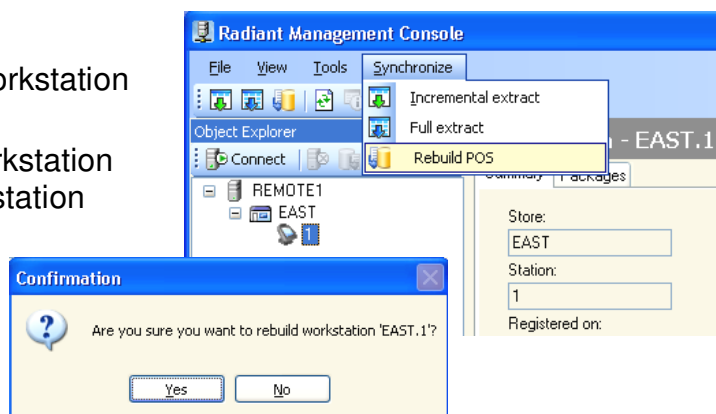 orkstation
rkstation
station
Radiant Management Console
File View Tools Synchronize
Incremental extract
Full extract
Rebuild POS
Object Explorer
Connect
- EAST.1
Summary Packages
REMOTE1
EAST
1
Store:
EAST
Station:
1
Registered on:
Confirmation
Are you sure you want to rebuild workstation 'EAST.1'?
Yes No